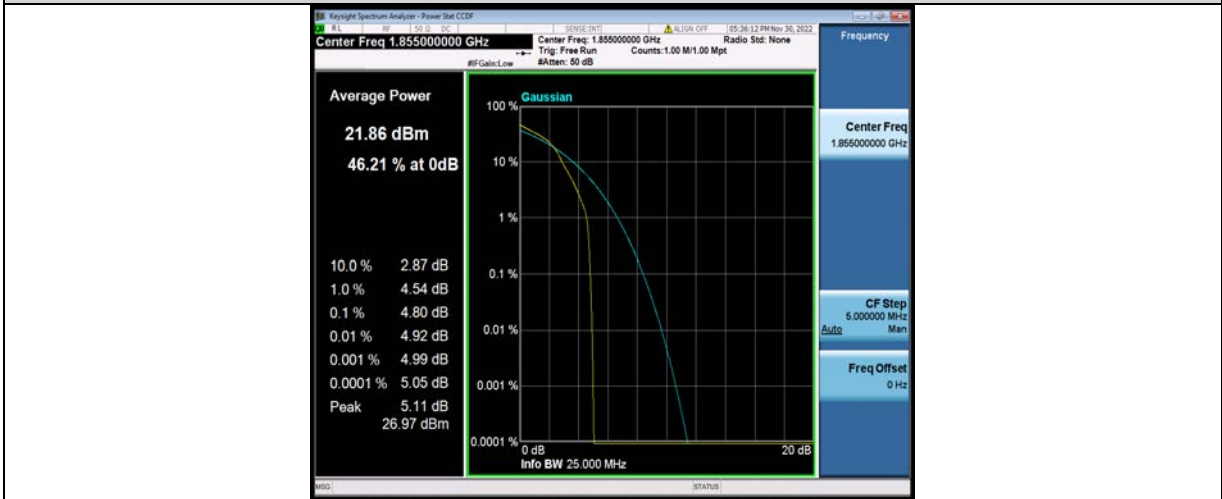 Keysight Spectrum Analyzer - Power Stat CCDF
RL RF 50 Ω DC SENSE:INT ALIGN OFF 05:36:12 PM Nov 30, 2022
Center Freq 1.855000000 GHz
Center Freq: 1.855000000 GHz Radio Std: None
Trig: Free Run Counts:1.00 M/1.00 Mpt
#IFGain:Low #Atten: 50 dB
Frequency
Average Power
21.86 dBm
46.21 % at 0dB
10.0 % 2.87 dB
1.0 % 4.54 dB
0.1 % 4.80 dB
0.01 % 4.92 dB
0.001 % 4.99 dB
0.0001 % 5.05 dB
Peak 5.11 dB
26.97 dBm
Gaussian
100 %
10 %
1 %
0.1 %
0.01 %
0.001 %
0.0001 %
0 dB 20 dB
Info BW 25.000 MHz
Center Freq
1.855000000 GHz
CF Step
5.000000 MHz
Auto Man
Freq Offset
0 Hz
MSG STATUS